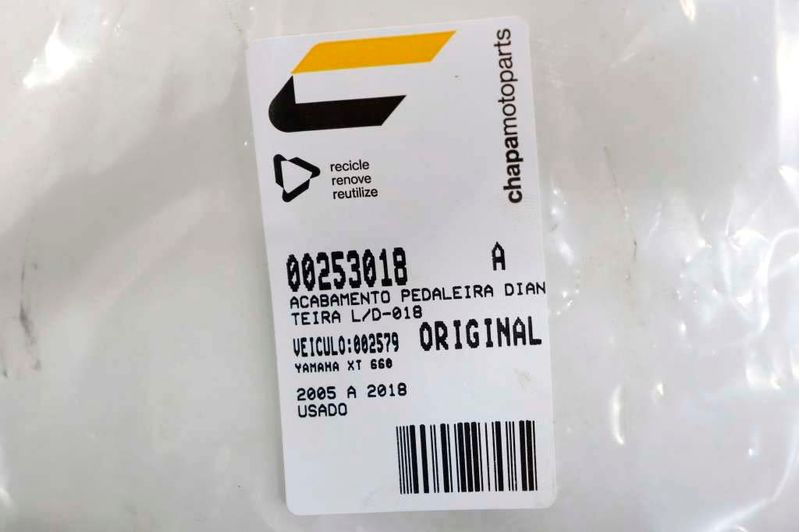 chapamotoparts
recicle
renove
reutilize
00253018 A
ACABAMENTO PEDALEIRA DIAN
TEIRA L/D-018
VEICULO:002579 ORIGINAL
YAMAHA XT 660
2005 A 2018
USADO